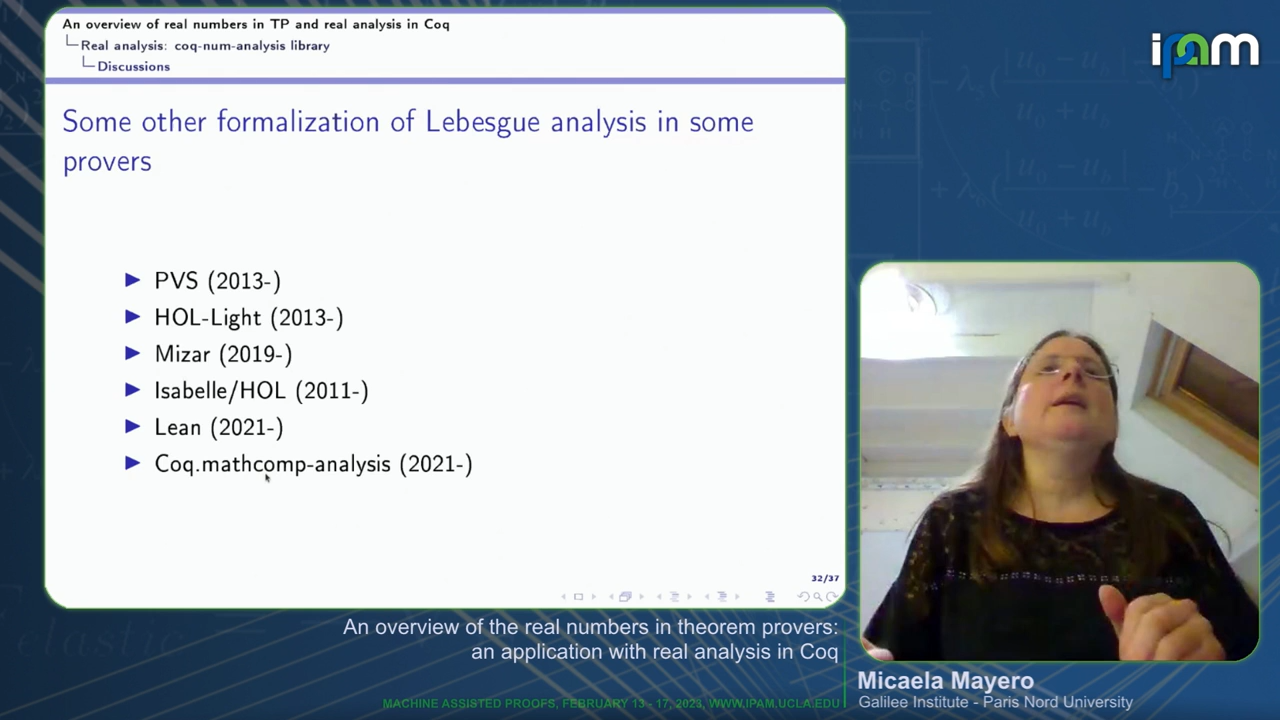 An overview of real numbers in TP and real analysis in Coq
Real analysis: coq-num-analysis library
Discussions
ipam
Some other formalization of Lebesgue analysis in some
provers
PVS (2013-)
HOL-Light (2013-)
Mizar (2019-)
Isabelle/HOL (2011-)
Lean (2021-)
Coq.mathcomp-analysis (2021-)
32/37
An overview of the real numbers in theorem provers:
an application with real analysis in Coq
Micaela Mayero
Galilee Institute - Paris Nord University
MACHINE ASSISTED PROOFS, FEBRUARY 13 - 17, 2023, WWW.IPAM.UCLA.EDU
elastic